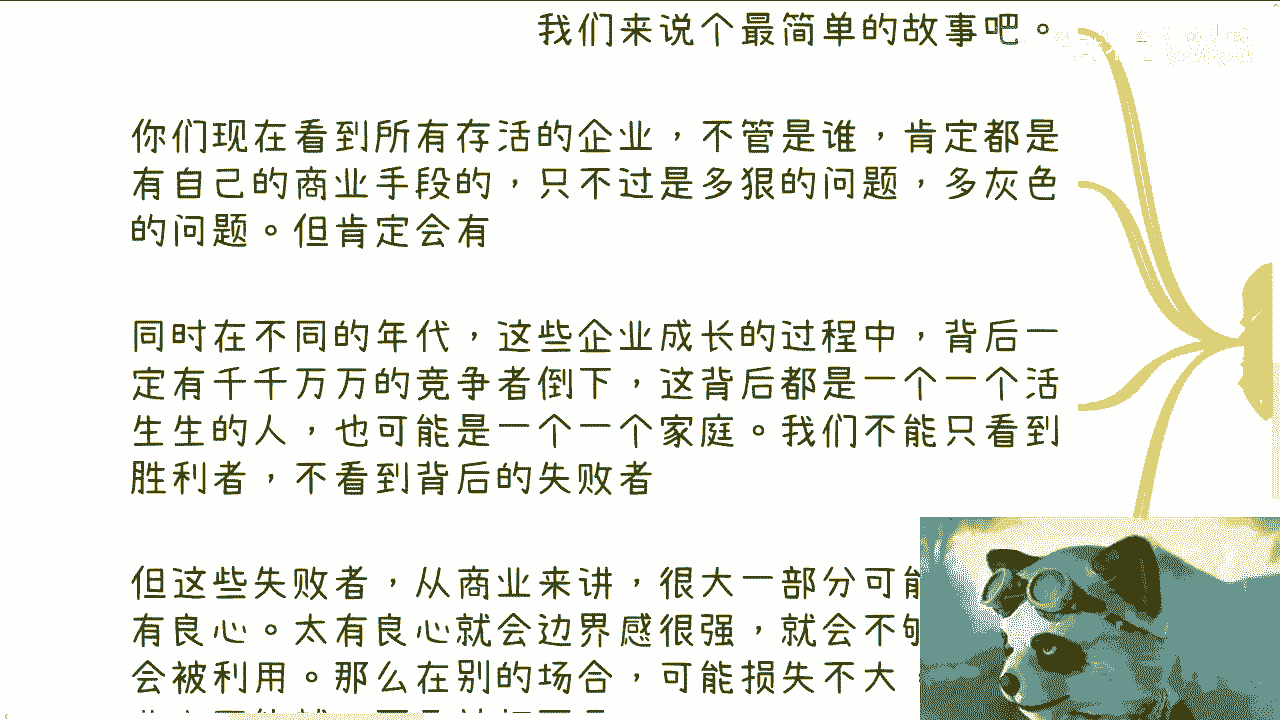 我们来说个最简单的故事吧。
你们现在看到所有存活的企业，不管是谁，肯定都是
有自己的商业手段的，只不过是多狠的问题，多灰色
的问题。但肯定会有
同时在不同的年代，这些企业成长的过程中，背后一
定有千千万万的竞争者倒下，这背后都是一个一个活
生生的人，也可能是一个一个家庭。我们不能只看到
胜利者，不看到背后的失败者
但这些失败者，从商业来讲，很大一部分可能
有良心。太有良心就会边界感很强，就会不够
会被利用。那么在别的场合，可能损失不大